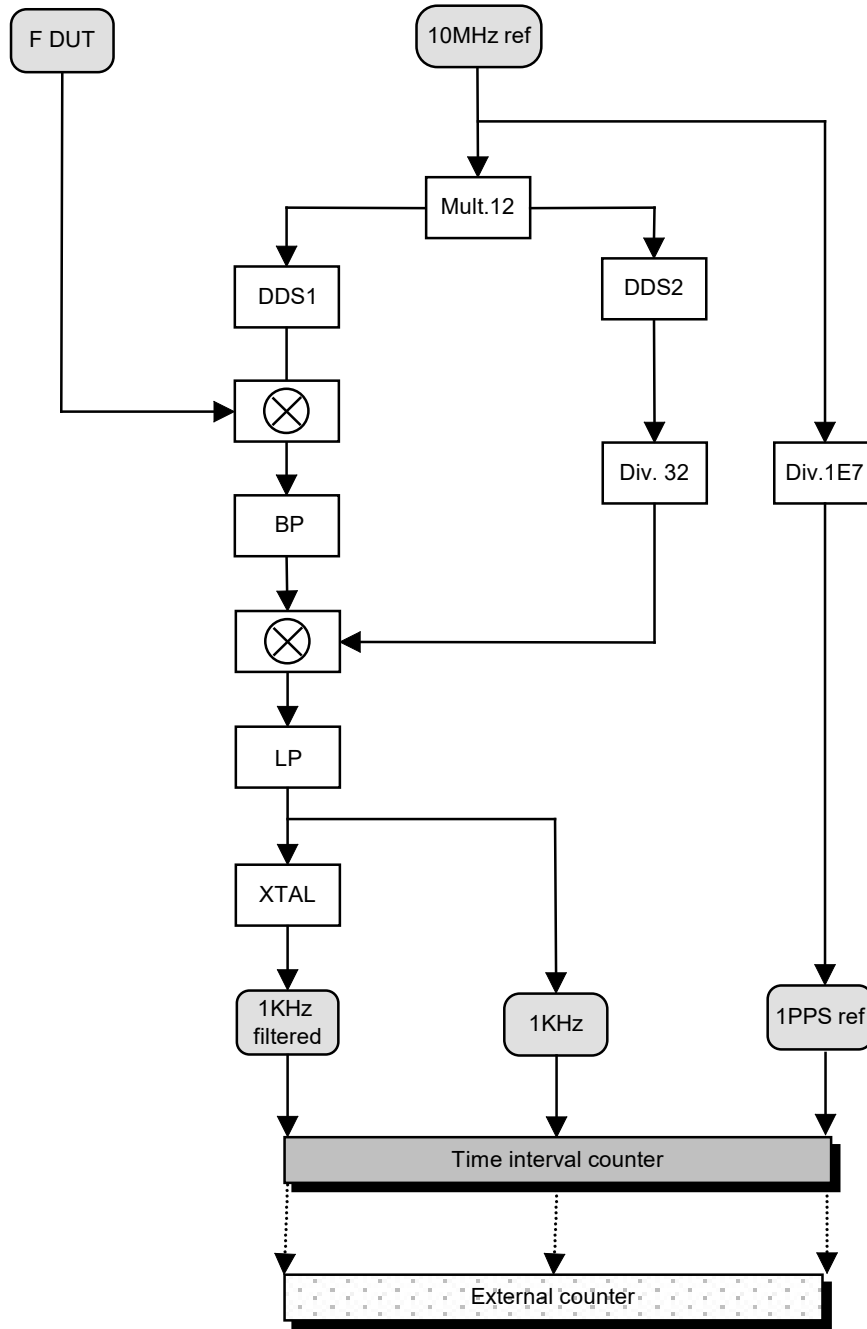 F DUT
10MHz ref
Mult.12
DDS1
DDS2
Div. 32
Div.1E7
BP
LP
XTAL
1KHz
filtered
1KHz
1PPS ref
Time interval counter
External counter